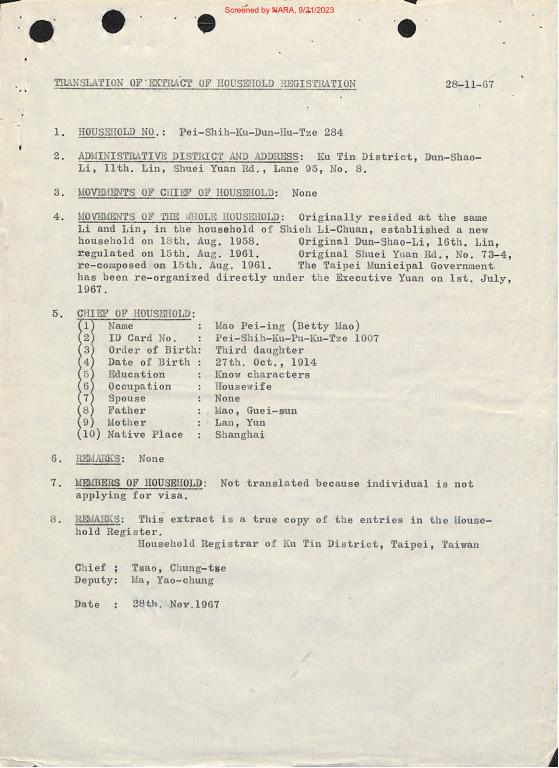 Screened by NARA, 9/21/2023
TRANSLATION OF EXTRACT OF HOUSEHOLD REGISTRATION 28-11-67
1. HOUSEHOLD NO.: Pei-Shih-Ku-Dun-Hu-Tze 284
2. ADMINISTRATIVE DISTRICT AND ADDRESS: Ku Tin District, Dun-Shao-
Li, 11th. Lin, Shuei Yuan Rd., Lane 95, No. 8.
3. MOVEMENTS OF CHIEF OF HOUSEHOLD: None
4. MOVEMENTS OF THE WHOLE HOUSEHOLD: Originally resided at the same
Li and Lin, in the household of Shieh Li-Chuan, established a new
household on 18th. Aug. 1958. Original Dun-Shao-Li, 16th. Lin,
regulated on 15th. Aug. 1961. Original Shuei Yuan Rd., No. 73-4,
re-composed on 15th. Aug. 1961. The Taipei Municipal Government
has been re-organized directly under the Executive Yuan on 1st. July,
1967.
5. CHIEF OF HOUSEHOLD:
(1) Name : Mao Pei-ing (Betty Mao)
(2) ID Card No. : Pei-Shih-Ku-Pu-Ku-Tze 1007
(3) Order of Birth: Third daughter
(4) Date of Birth : 27th. Oct., 1914
(5) Education : Know characters
(6) Occupation : Housewife
(7) Spouse : None
(8) Father : Mao, Guei-sun
(9) Mother : Lan, Yun
(10) Native Place : Shanghai
6. REMARKS: None
7. MEMBERS OF HOUSEHOLD: Not translated because individual is not
applying for visa.
8. REMARKS: This extract is a true copy of the entries in the House-
hold Register.
Household Registrar of Ku Tin District, Taipei, Taiwan
Chief : Tsao, Chung-tse
Deputy: Ma, Yao-chung
Date : 28th. Nov.1967